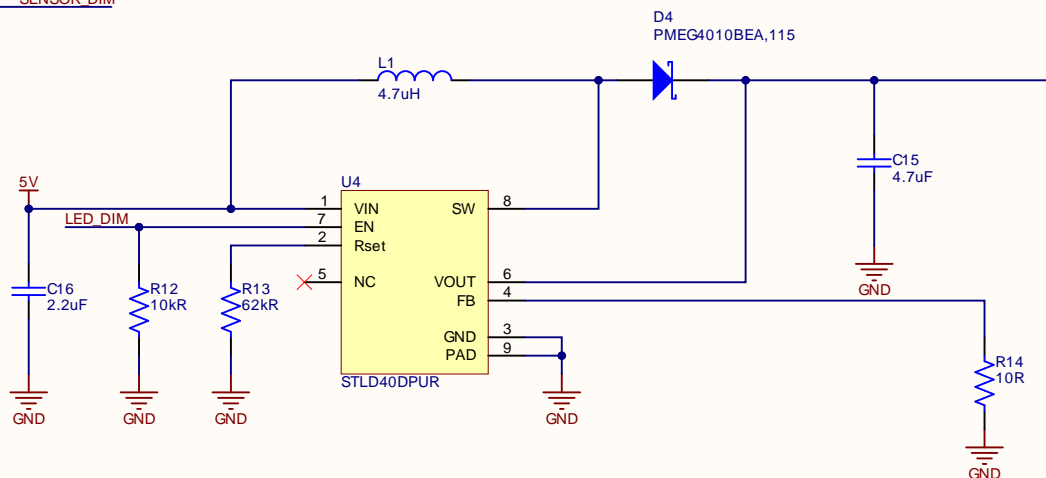 SENSOR_DIM
D4
PMEG4010BEA,115
L1
4.7uH
C15
4.7uF
GND
5V
LED_DIM
U4
1 VIN
7 EN
2 Rset
5 NC
SW 8
VOUT 6
FB 4
GND 3
PAD 9
STLD40DPUR
C16
2.2uF
GND
R12
10kR
GND
R13
62kR
GND
GND
R14
10R
GND